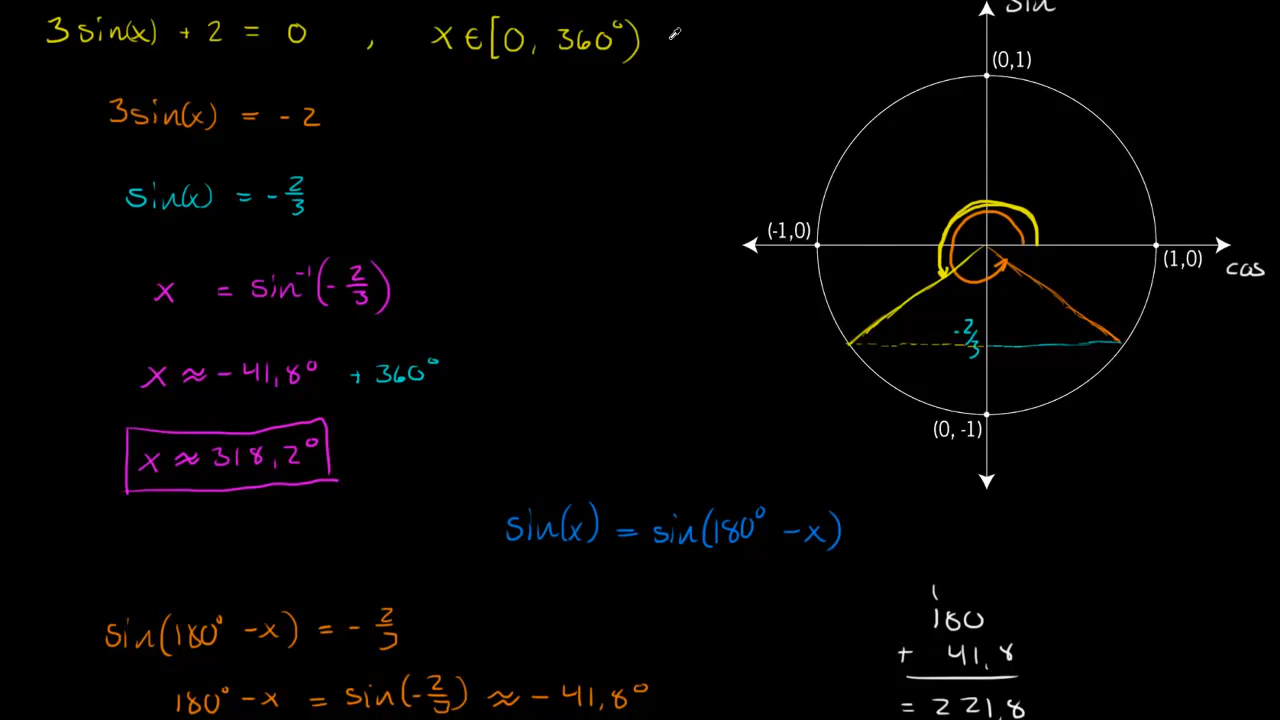 3sin(x) + 2 = 0 , x ∈ [0, 360°)
3sin(x) = -2
sin(x) = -2/3
x = sin⁻¹(-2/3)
x ≈ -41,8° + 360°
x ≈ 318,2°
sin(x) = sin(180° - x)
sin(180° - x) = -2/3
180° - x = sin(-2/3) ≈ -41,8°
sin
(0,1)
(-1,0)
(1,0)
cos
-2/3
(0, -1)
1
180
+ 41,8
= 221,8